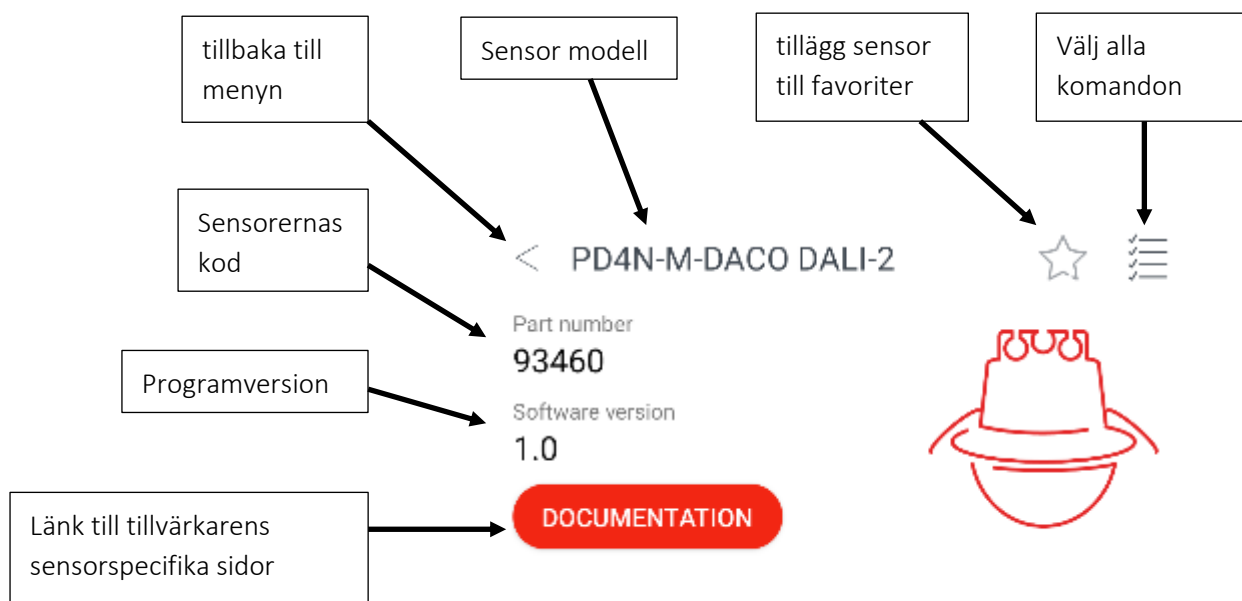 tillbaka till
menyn
Sensor modell
tillägg sensor
till favoriter
Välj alla
komandon
Sensorernas
kod
PD4N-M-DACO DALI-2
Part number
93460
Programversion
Software version
1.0
Länk till tillvärkarens
sensorspecifika sidor
DOCUMENTATION